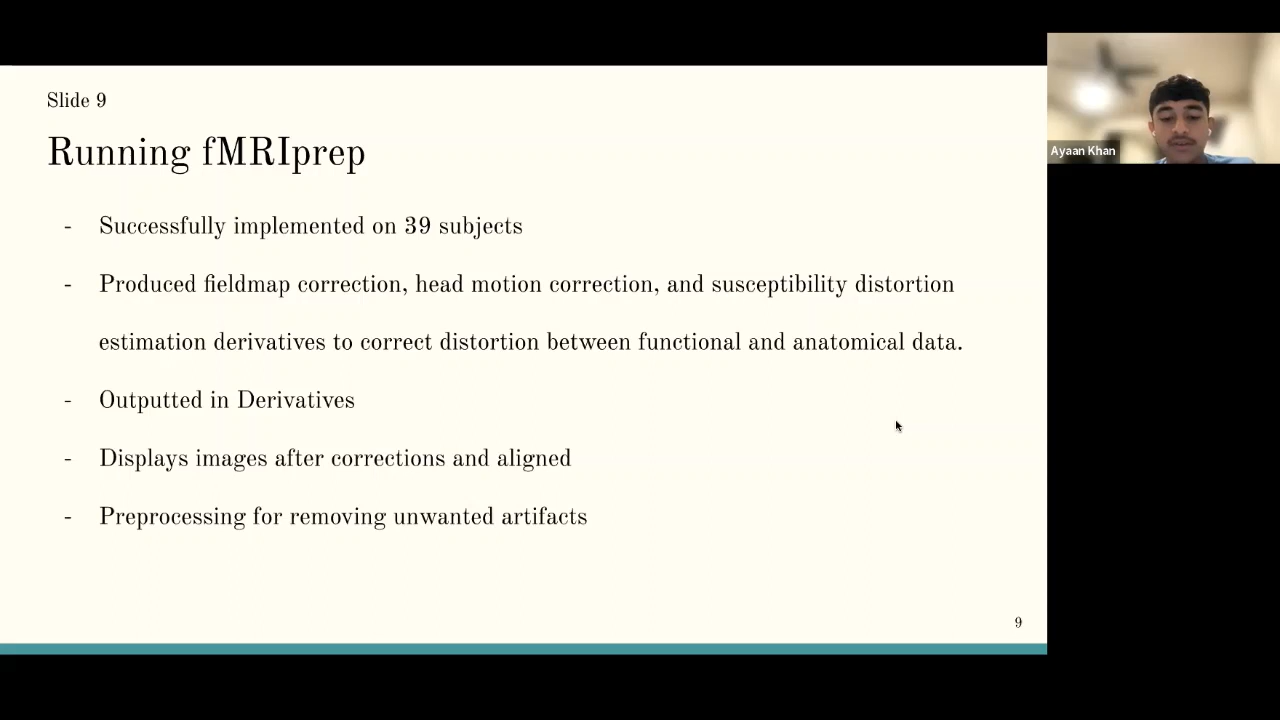 Slide 9
Running fMRIprep
- Successfully implemented on 39 subjects
- Produced fieldmap correction, head motion correction, and susceptibility distortion
estimation derivatives to correct distortion between functional and anatomical data.
- Outputted in Derivatives
- Displays images after corrections and aligned
- Preprocessing for removing unwanted artifacts
9
Ayaan Khan